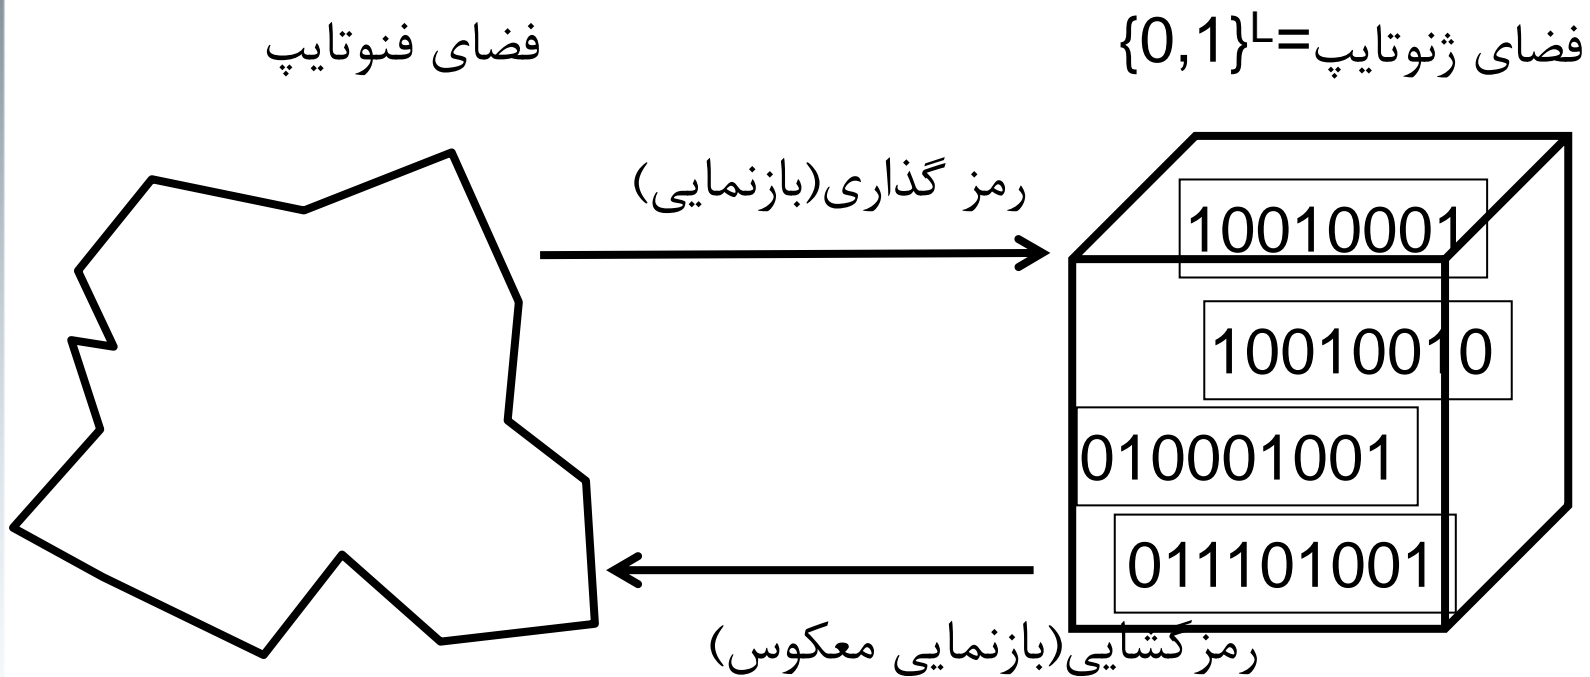 فضای ژنوتایپ={0,1}ᴸ
فضای فنوتایپ
رمز گذاری(بازنمایی)
10010001
10010010
010001001
011101001
رمزگشایی(بازنمایی معکوس)